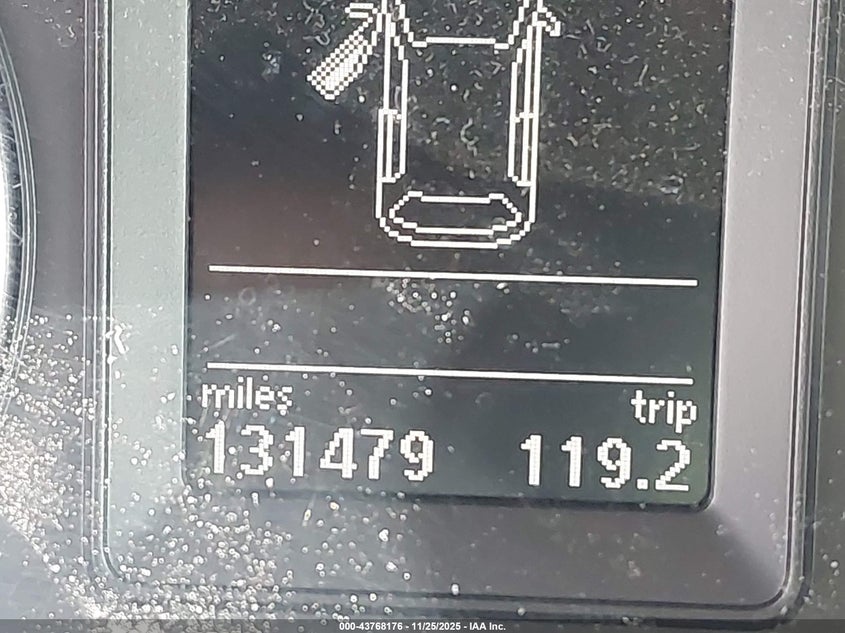 miles trip
131479 119.2
000-43768176 - 11/25/2025 - IAA Inc.